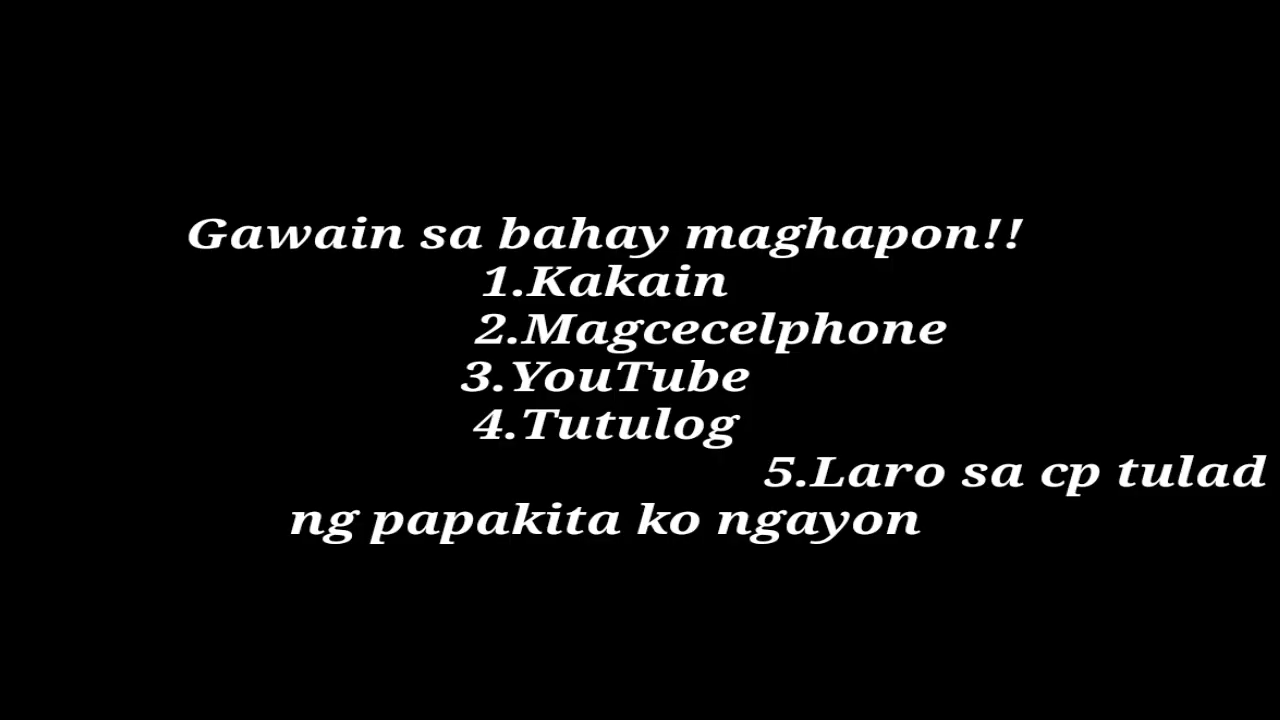 Gawain sa bahay maghapon!!
1.Kakain
2.Magcecelphone
3.YouTube
4.Tutulog
5.Laro sa cp tulad
ng papakita ko ngayon